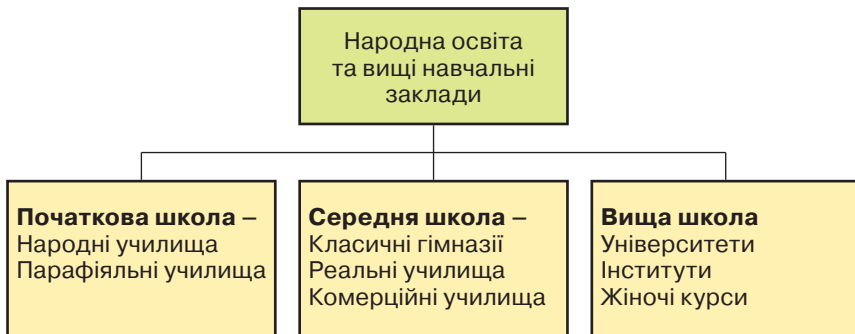 Народна освіта
та вищі навчальні
заклади
Початкова школа –
Народні училища
Парафіяльні училища
Середня школа –
Класичні гімназії
Реальні училища
Комерційні училища
Вища школа
Університети
Інститути
Жіночі курси